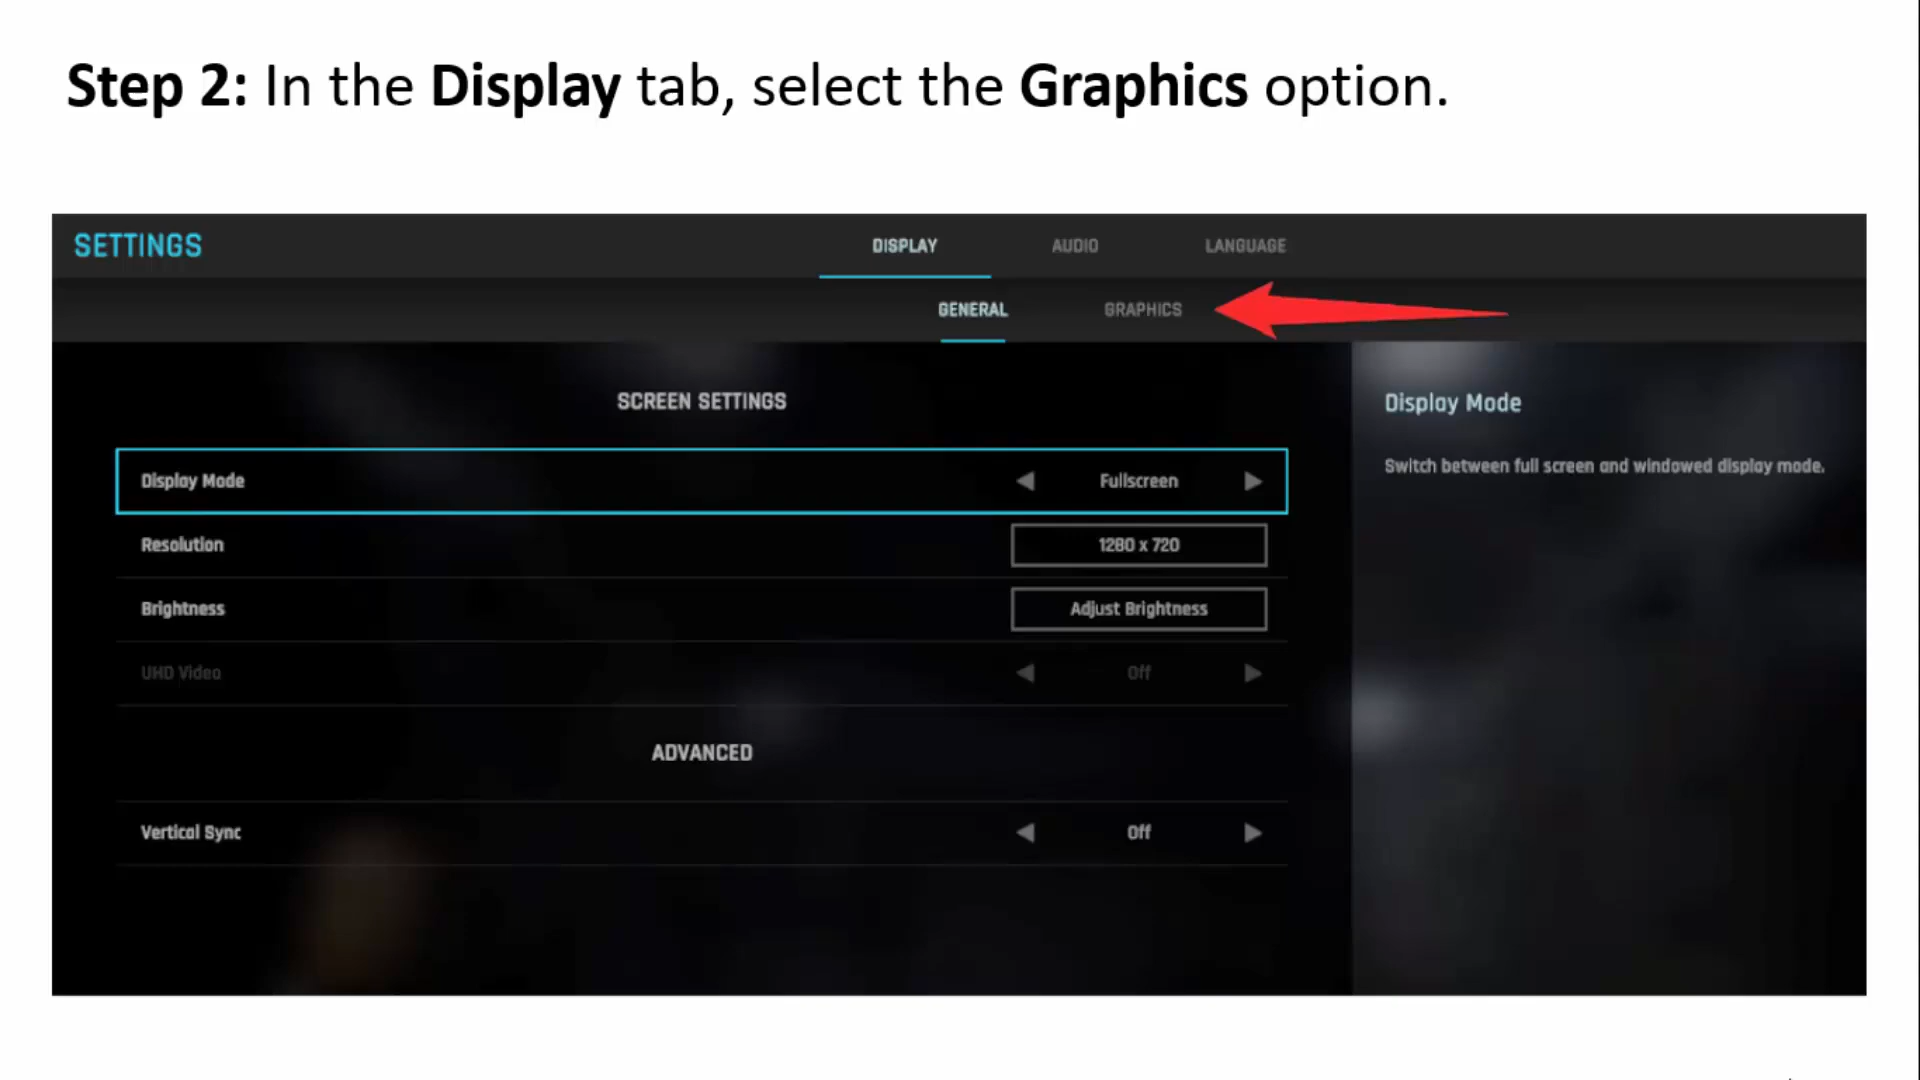 Step 2: In the Display tab, select the Graphics option.
SETTINGS
DISPLAY AUDIO LANGUAGE
GENERAL GRAPHICS
SCREEN SETTINGS
Display Mode Fullscreen
Resolution 1280 x 720
Brightness Adjust Brightness
UHD Video Off
ADVANCED
Vertical Sync Off
Display Mode
Switch between full screen and windowed display mode.